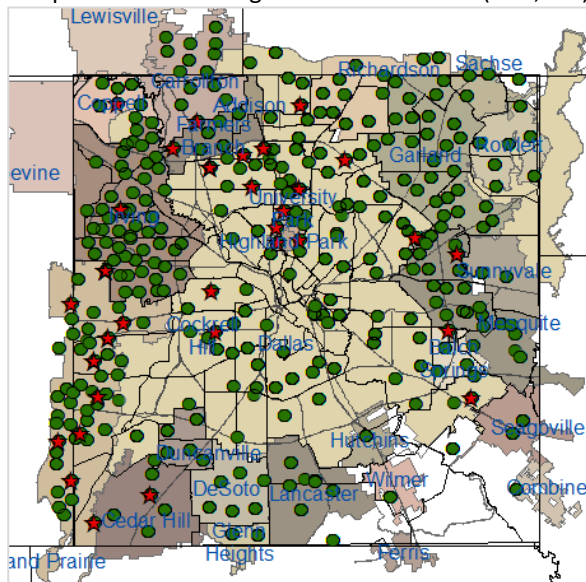 Lewisville
Carrollton
Richardson
Sachse
Coppell
Addison
Farmers
Branch
Garland
Rowlett
evine
University
Park
Irving
Highland Park
Sunnyvale
Cockrell
Hill
Dallas
Mesquite
Balch
Springs
Seagoville
Hutchins
Duncanville
Wilmer
DeSoto
Lancaster
Combine
Cedar Hill
Glenn
Heights
Ferris
and Prairre